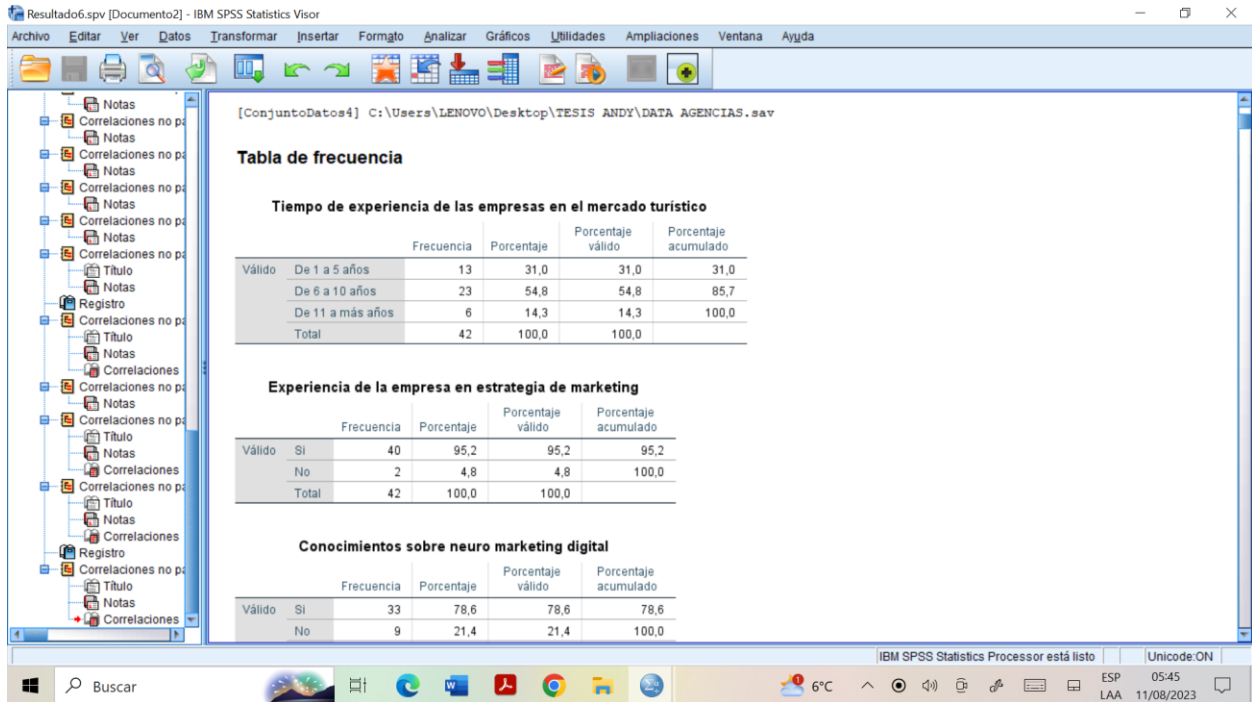 Resultado6.spv [Documento2] - IBM SPSS Statistics Visor
Archivo Editar Ver Datos Transformar Insertar Formato Analizar Gráficos Utilidades Ampliaciones Ventana Ayuda
Notas
Correlaciones no pa
Notas
Correlaciones no pa
Notas
Correlaciones no pa
Notas
Correlaciones no pa
Notas
Correlaciones no pa
Título
Notas
Registro
Correlaciones no pa
Título
Notas
Correlaciones
Correlaciones no pa
Notas
Correlaciones no pa
Título
Notas
Correlaciones
Correlaciones no pa
Título
Notas
Correlaciones
Registro
Correlaciones no pa
Título
Notas
Correlaciones
[ConjuntoDatos4] C:\Users\LENOVO\Desktop\TESIS ANDY\DATA AGENCIAS.sav
Tabla de frecuencia
Tiempo de experiencia de las empresas en el mercado turístico
Frecuencia Porcentaje Porcentaje válido Porcentaje acumulado
Válido De 1 a 5 años 13 31,0 31,0 31,0
De 6 a 10 años 23 54,8 54,8 85,7
De 11 a más años 6 14,3 14,3 100,0
Total 42 100,0 100,0
Experiencia de la empresa en estrategia de marketing
Frecuencia Porcentaje Porcentaje válido Porcentaje acumulado
Válido Si 40 95,2 95,2 95,2
No 2 4,8 4,8 100,0
Total 42 100,0 100,0
Conocimientos sobre neuro marketing digital
Frecuencia Porcentaje Porcentaje válido Porcentaje acumulado
Válido Si 33 78,6 78,6 78,6
No 9 21,4 21,4 100,0
IBM SPSS Statistics Processor está listo Unicode:ON
Buscar
6°C
ESP
LAA
05:45
11/08/2023